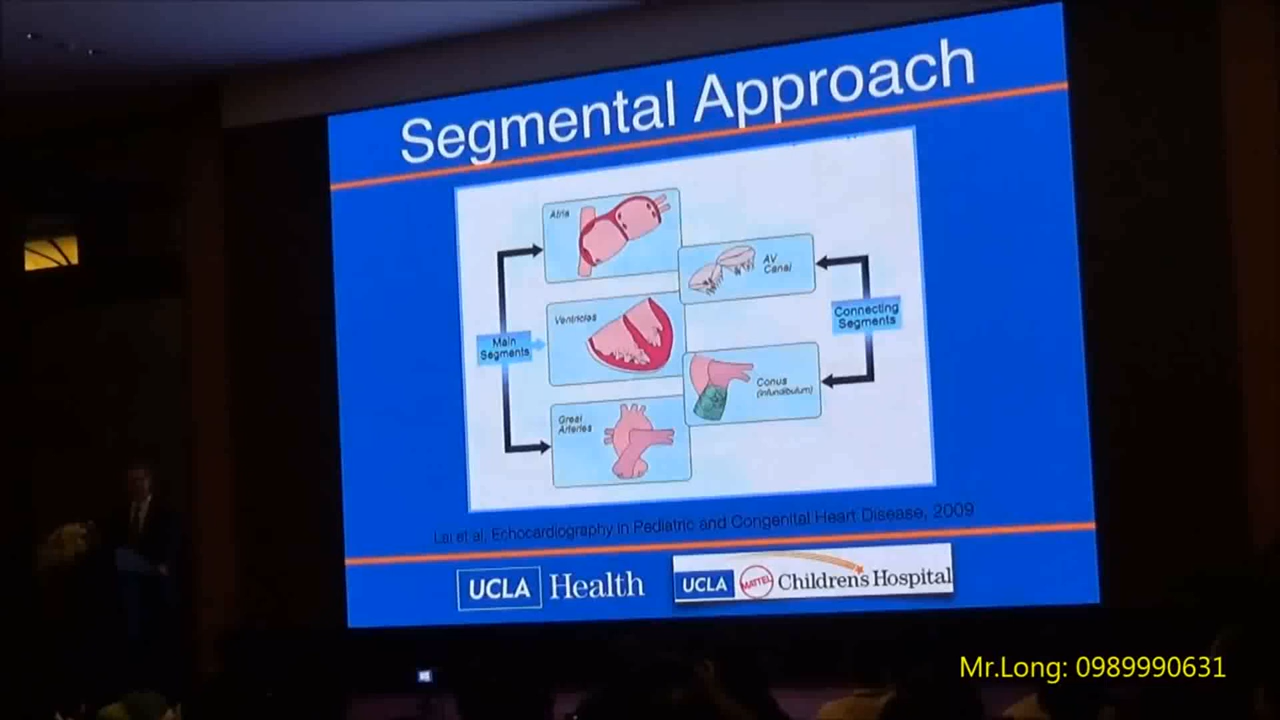 Segmental Approach
Atria
AV
Canal
Ventricles
Connecting
Segments
Main
Segments
Conus
(infundibulum)
Great
Arteries
Lai et al, Echocardiography in Pediatric and Congenital Heart Disease, 2009
UCLA Health
UCLA MATTEL Children's Hospital
Mr.Long: 0989990631